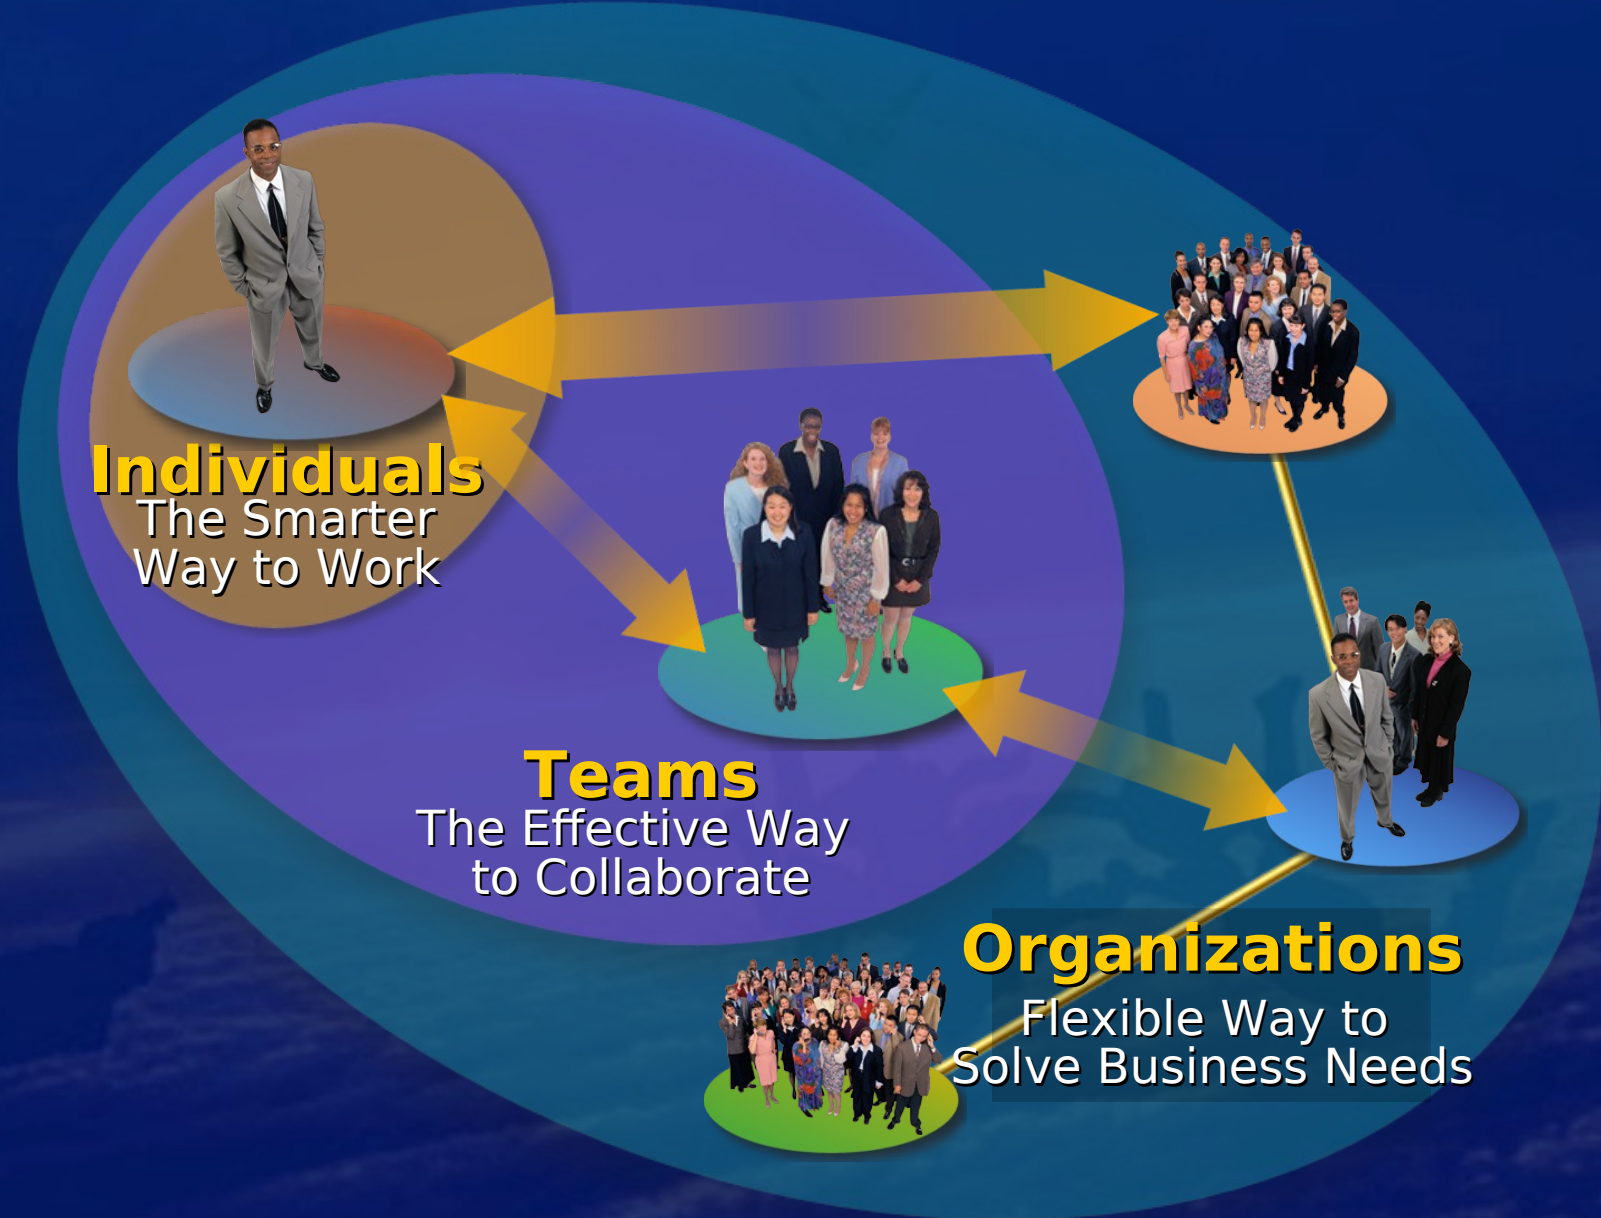 Individuals
The Smarter
Way to Work
Teams
The Effective Way
to Collaborate
Organizations
Flexible Way to
Solve Business Needs